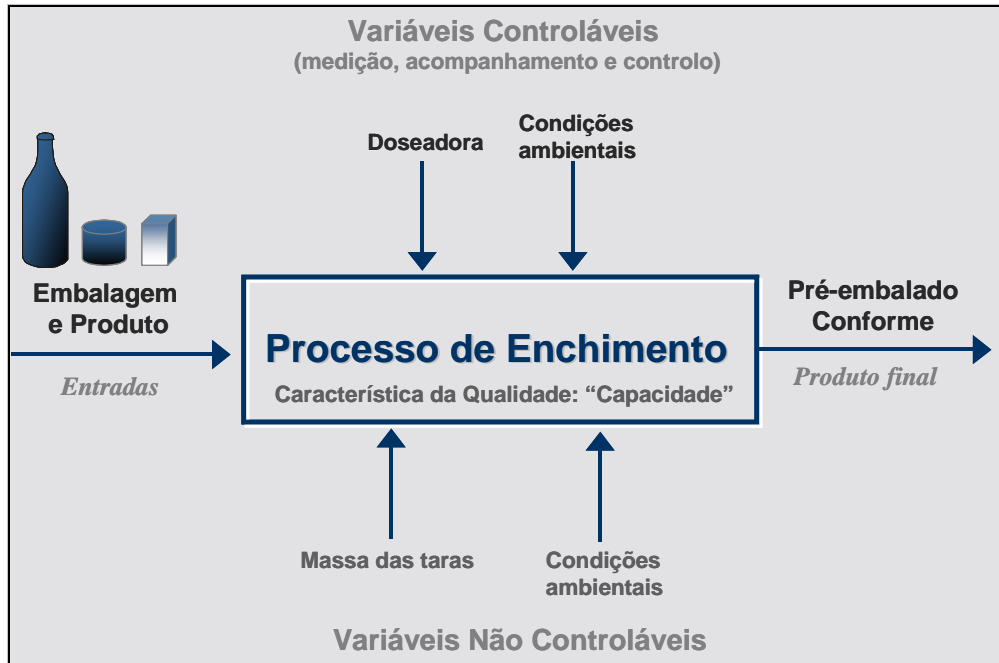 Variáveis Controláveis
(medição, acompanhamento e controlo)
Doseadora
Condições
ambientais
Embalagem
e Produto
Entradas
Processo de Enchimento
Característica da Qualidade: “Capacidade”
Pré-embalado
Conforme
Produto final
Massa das taras
Condições
ambientais
Variáveis Não Controláveis